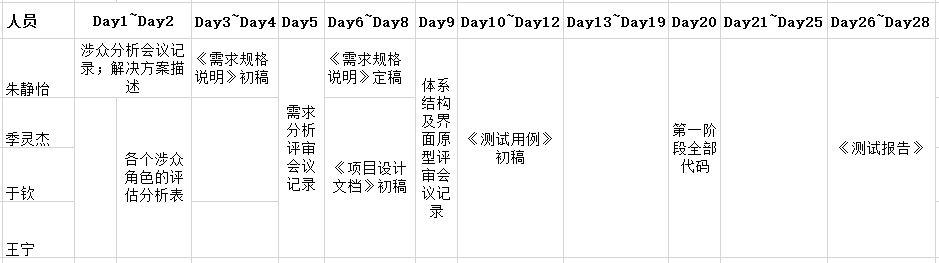 人员 Day1~Day2 Day3~Day4 Day5 Day6~Day8 Day9 Day10~Day12 Day13~Day19 Day20 Day21~Day25 Day26~Day28
朱静怡
涉众分析会议记
录；解决方案描
述
《需求规格
说明》初稿
需求
分析
评审
会议
记录
《需求规格
说明》定稿
体系
结构
及界
面原
型评
审会
议记
录
《测试用例》
初稿
第一阶
段全部
代码
《测试报告》
季灵杰
各个涉众
角色的评
估分析表
《项目设计
文档》初稿
于钦
王宁